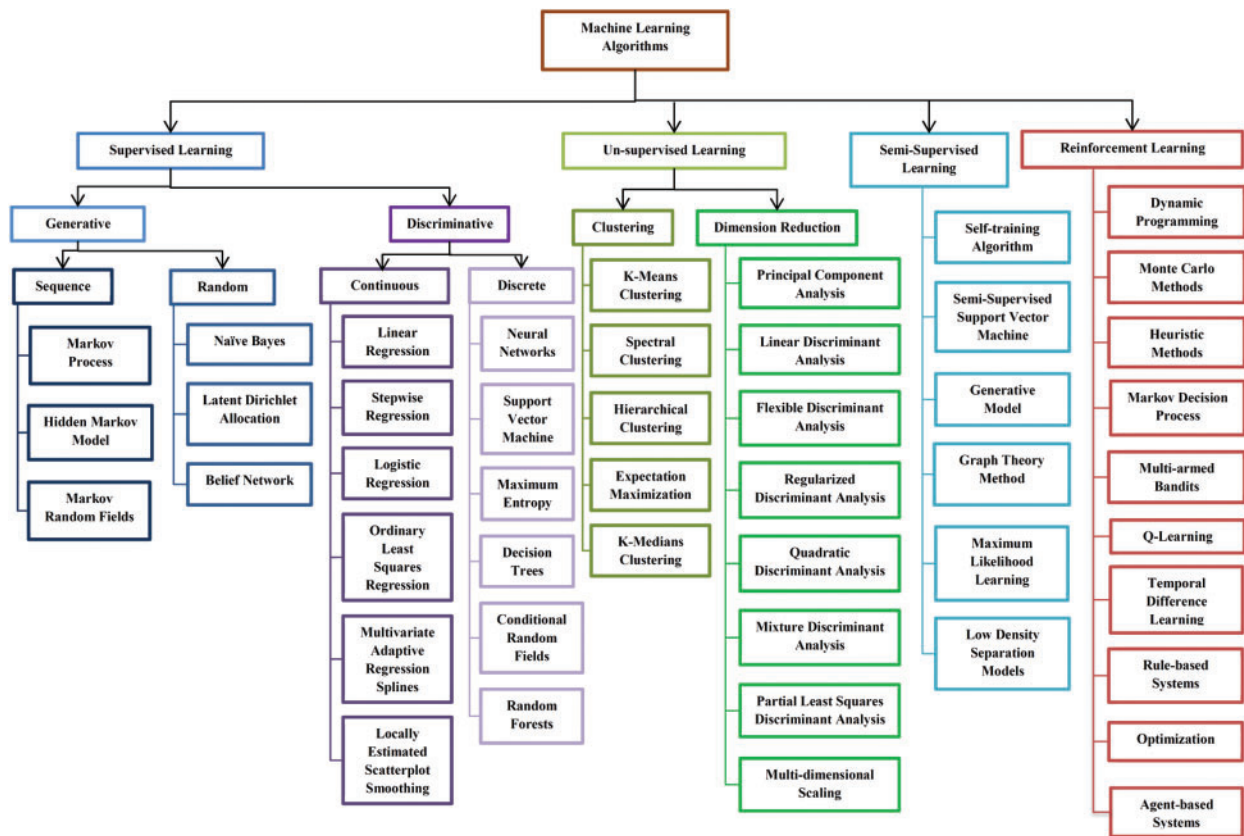 Machine Learning
Algorithms
Supervised Learning
Un-supervised Learning
Semi-Supervised
Learning
Reinforcement Learning
Generative
Discriminative
Clustering
Dimension Reduction
Sequence
Random
Continuous
Discrete
Markov
Process
Hidden Markov
Model
Markov
Random Fields
Naïve Bayes
Latent Dirichlet
Allocation
Belief Network
Linear
Regression
Stepwise
Regression
Logistic
Regression
Ordinary
Least
Squares
Regression
Multivariate
Adaptive
Regression
Splines
Locally
Estimated
Scatterplot
Smoothing
Neural
Networks
Support
Vector
Machine
Maximum
Entropy
Decision
Trees
Conditional
Random
Fields
Random
Forests
K-Means
Clustering
Spectral
Clustering
Hierarchical
Clustering
Expectation
Maximization
K-Medians
Clustering
Principal Component
Analysis
Linear Discriminant
Analysis
Flexible Discriminant
Analysis
Regularized
Discriminant Analysis
Quadratic
Discriminant Analysis
Mixture Discriminant
Analysis
Partial Least Squares
Discriminant Analysis
Multi-dimensional
Scaling
Self-training
Algorithm
Semi-Supervised
Support Vector
Machine
Generative
Model
Graph Theory
Method
Maximum
Likelihood
Learning
Low Density
Separation
Models
Dynamic
Programming
Monte Carlo
Methods
Heuristic
Methods
Markov Decision
Process
Multi-armed
Bandits
Q-Learning
Temporal
Difference
Learning
Rule-based
Systems
Optimization
Agent-based
Systems